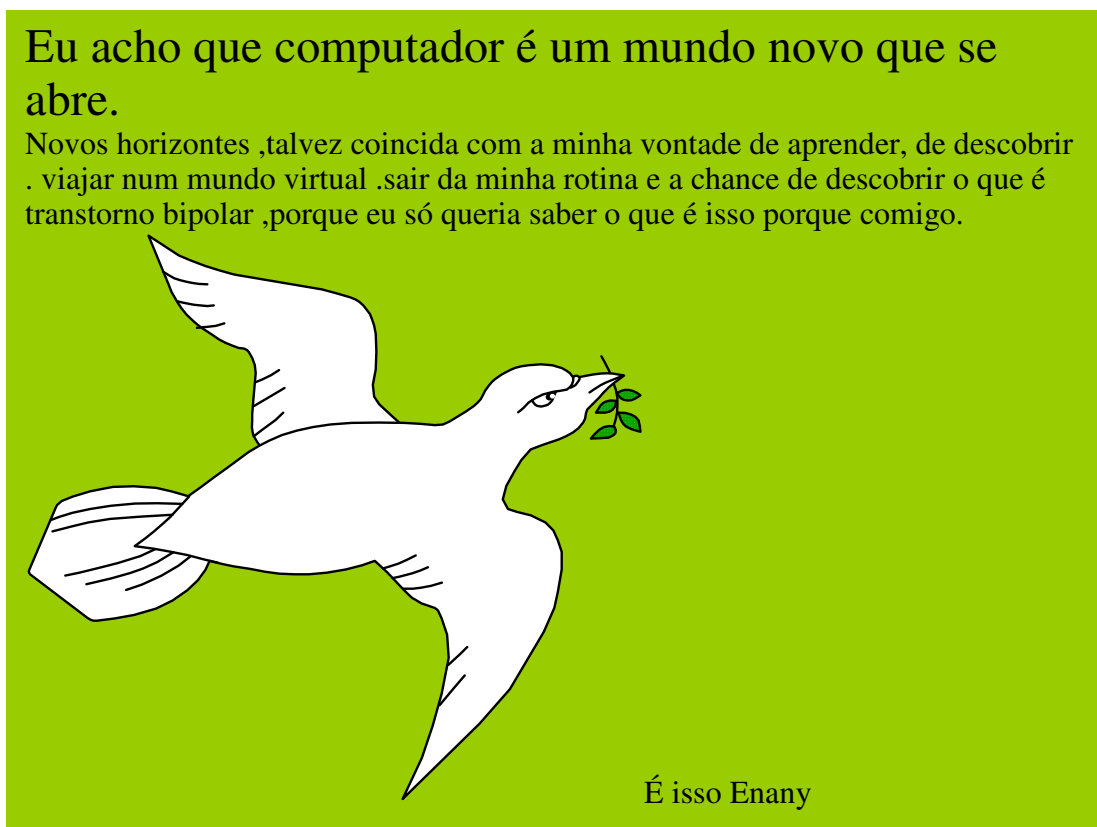 Eu acho que computador é um mundo novo que se
abre.
Novos horizontes ,talvez coincida com a minha vontade de aprender, de descobrir
. viajar num mundo virtual .sair da minha rotina e a chance de descobrir o que é
transtorno bipolar ,porque eu só queria saber o que é isso porque comigo.
É isso Enany